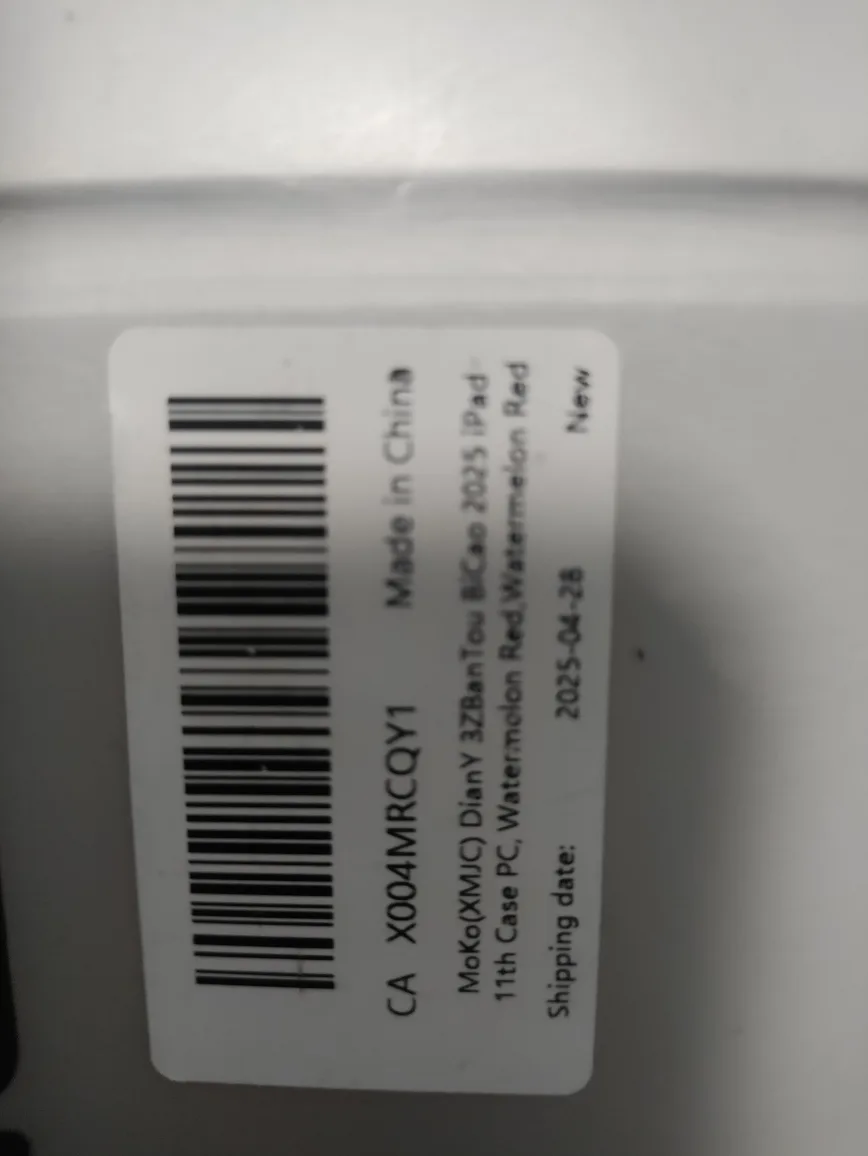 CA X004MRCQY1 Made in China
MoKo(XMJC) DianY 3ZBanTou BiCao 2025 iPad
11th Case PC, Watermolon Red,Watermelon Red
Shipping date: 2025-04-28 New